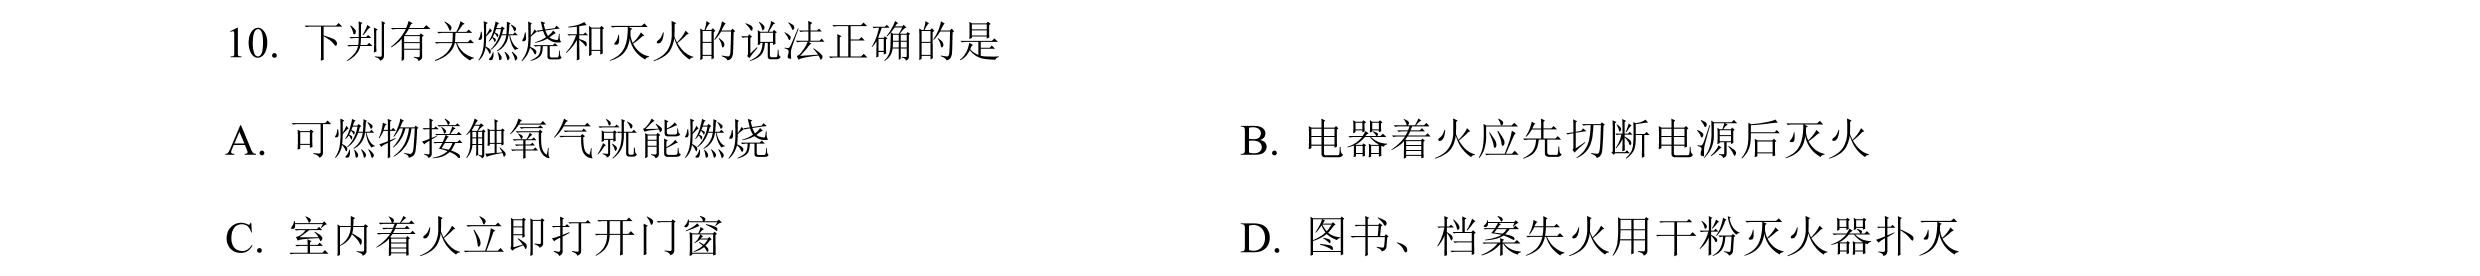 10. 下判有关燃烧和灭火的说法正确的是
A. 可燃物接触氧气就能燃烧 B. 电器着火应先切断电源后灭火
C. 室内着火立即打开门窗 D. 图书、档案失火用干粉灭火器扑灭